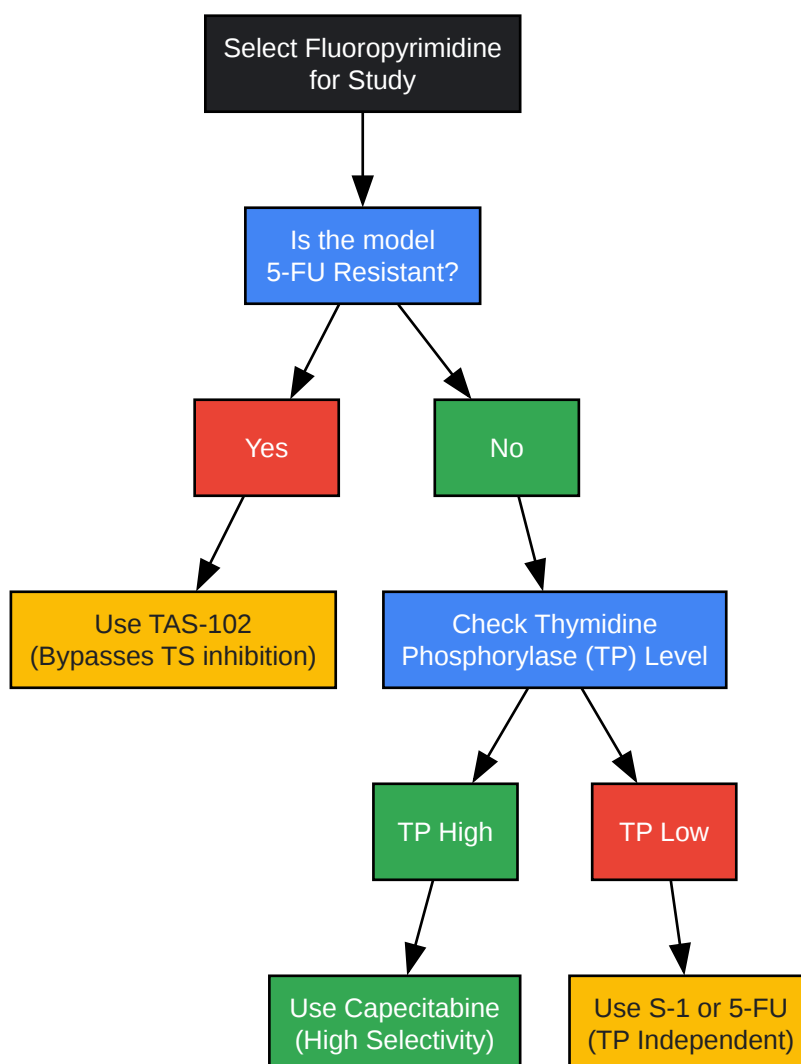 Select Fluoropyrimidine
for Study
Is the model
5-FU Resistant?
Yes
No
Use TAS-102
(Bypasses TS inhibition)
Check Thymidine
Phosphorylase (TP) Level
TP High
TP Low
Use Capecitabine
(High Selectivity)
Use S-1 or 5-FU
(TP Independent)